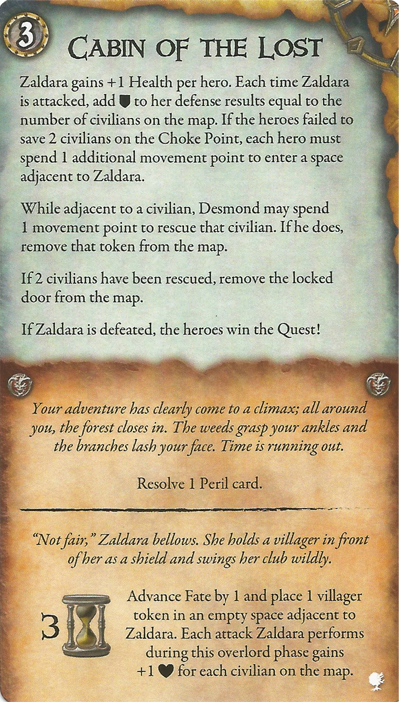 3
Cabin of the Lost
Zaldara gains +1 Health per hero. Each time Zaldara
is attacked, add to her defense results equal to the
number of civilians on the map. If the heroes failed to
save 2 civilians on the Choke Point, each hero must
spend 1 additional movement point to enter a space
adjacent to Zaldara.
While adjacent to a civilian, Desmond may spend
1 movement point to rescue that civilian. If he does,
remove that token from the map.
If 2 civilians have been rescued, remove the locked
door from the map.
If Zaldara is defeated, the heroes win the Quest!
Your adventure has clearly come to a climax; all around
you, the forest closes in. The weeds grasp your ankles and
the branches lash your face. Time is running out.
Resolve 1 Peril card.
“Not fair,” Zaldara bellows. She holds a villager in front
of her as a shield and swings her club wildly.
3
Advance Fate by 1 and place 1 villager
token in an empty space adjacent to
Zaldara. Each attack Zaldara performs
during this overlord phase gains
+1 ♥ for each civilian on the map.